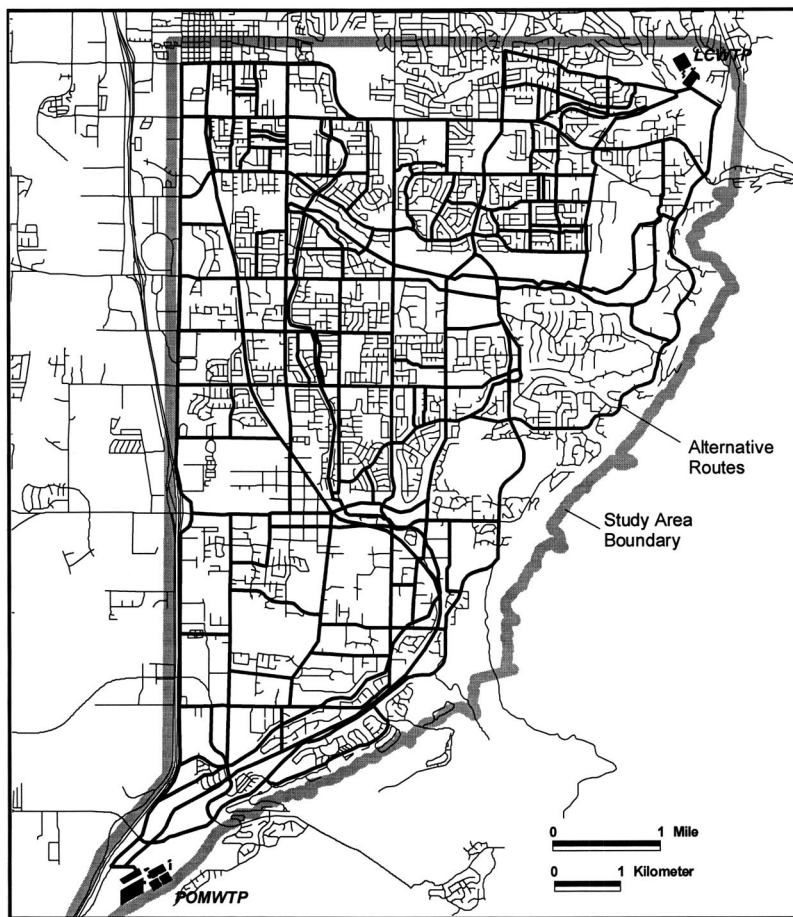 LCWTP
Alternative
Routes
Study Area
Boundary
0 1 Mile
0 1 Kilometer
POMWTP